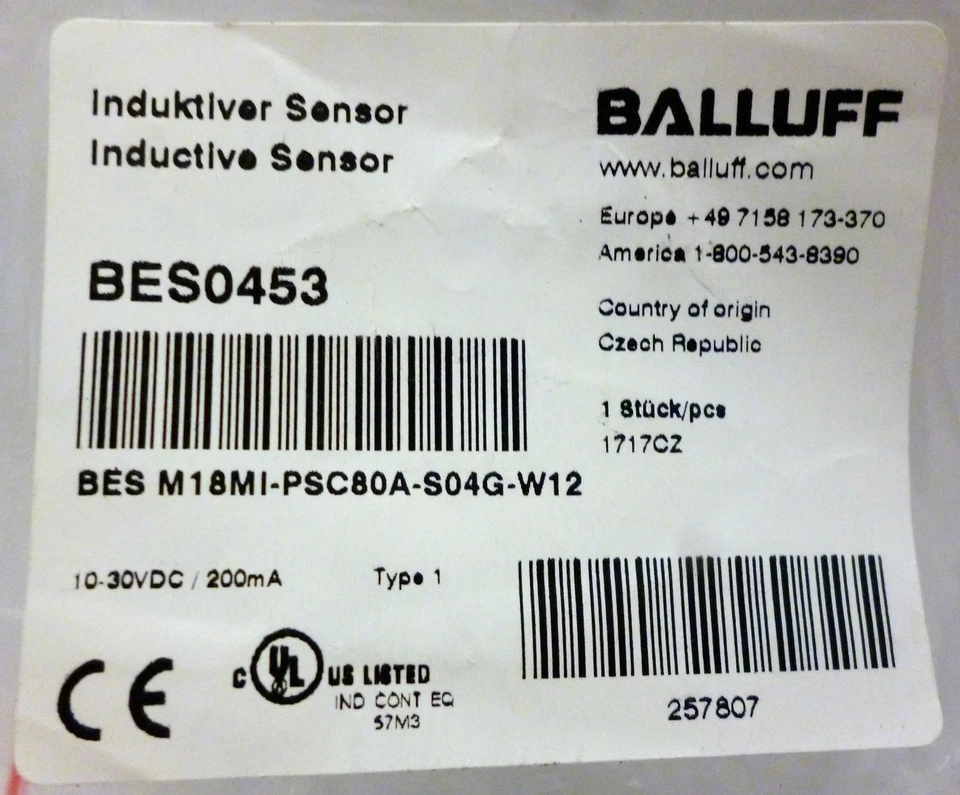 Induktiver Sensor
Inductive Sensor
BALLUFF
www.balluff.com
Europe +49 7158 173-370
America 1-800-543-8390
BES0453
Country of origin
Czech Republic
1 Stück/pcs
1717CZ
BES M18MI-PSC80A-S04G-W12
10-30VDC / 200mA Type 1
CE
C UL US LISTED
IND CONT EQ
57M3
257807